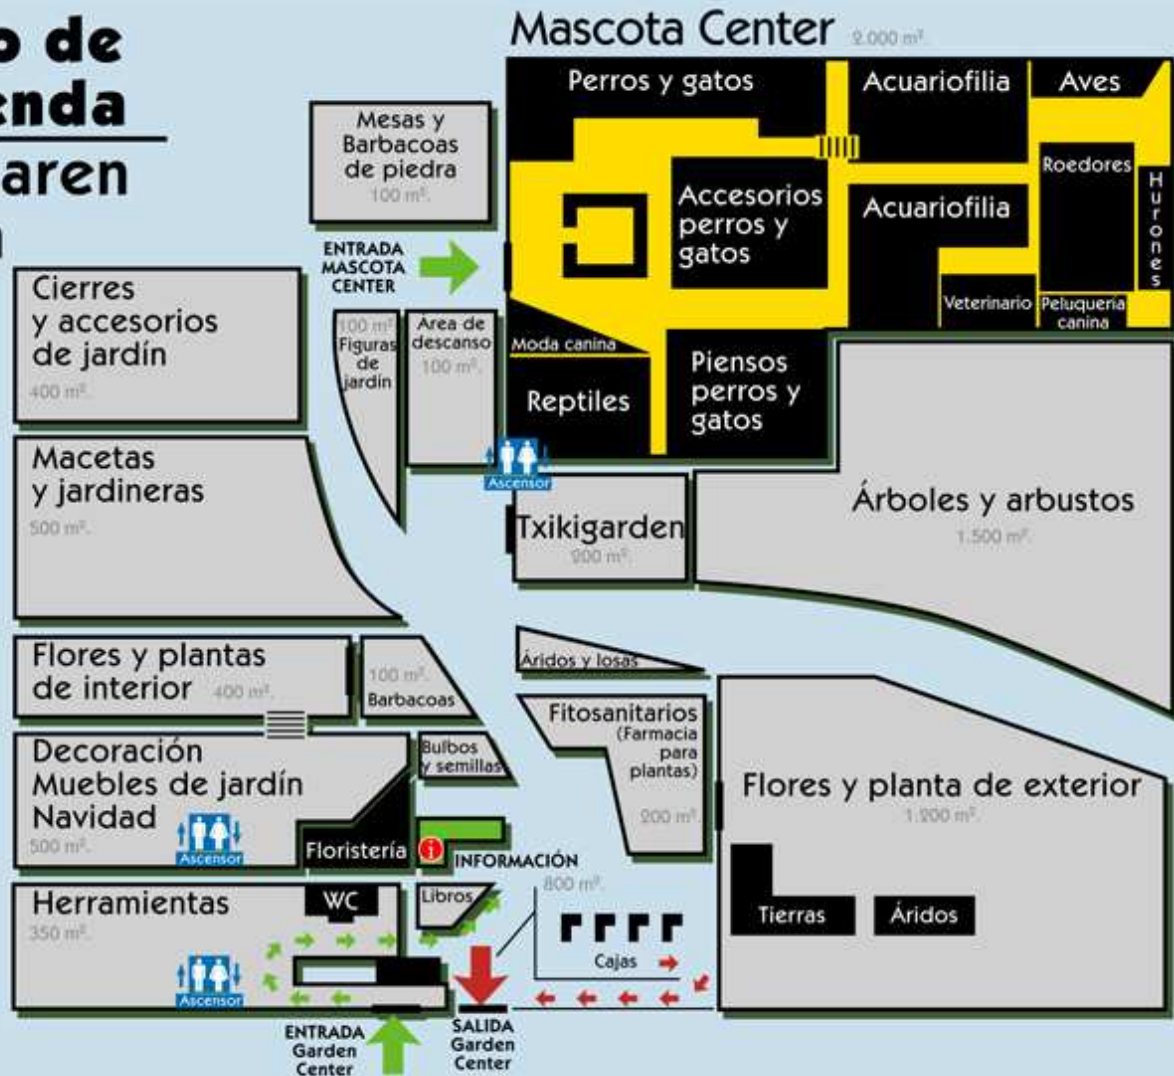 o de
enda
aren
Mascota Center 2.000 m².
Perros y gatos
Acuariofilia
Aves
Mesas y
Barbacoas
de piedra
100 m².
Roedores
Hurones
Accesorios
perros y
gatos
Acuariofilia
ENTRADA
MASCOTA
CENTER
Cierres
y accesorios
de jardín
400 m².
Veterinario
Peluquería
canina
100 m².
Figuras
de
jardín
Área de
descanso
100 m².
Moda canina
Reptiles
Piensos
perros y
gatos
Ascensor
Macetas
y jardineras
500 m².
Txikigarden
200 m².
Árboles y arbustos
1.500 m².
Flores y plantas
de interior 400 m².
100 m².
Barbacoas
Áridos y losas
Fitosanitarios
(Farmacia
para
plantas)
200 m².
Decoración
Muebles de jardín
Navidad
500 m².
Ascensor
Floristería
Bulbos
y semillas
i
INFORMACIÓN
800 m².
Flores y planta de exterior
1.200 m².
Tierras
Áridos
Herramientas
350 m².
WC
Libros
Cajas
Ascensor
ENTRADA
Garden
Center
SALIDA
Garden
Center